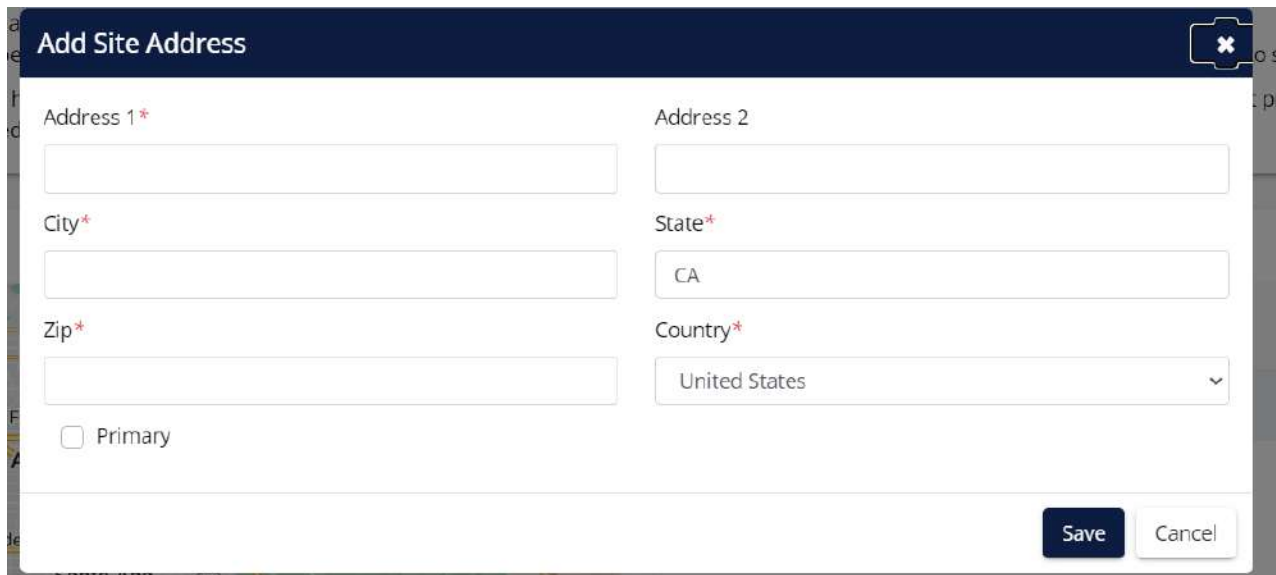 Add Site Address
Address 1*
Address 2
City*
State*
CA
Zip*
Country*
United States
Primary
Save
Cancel